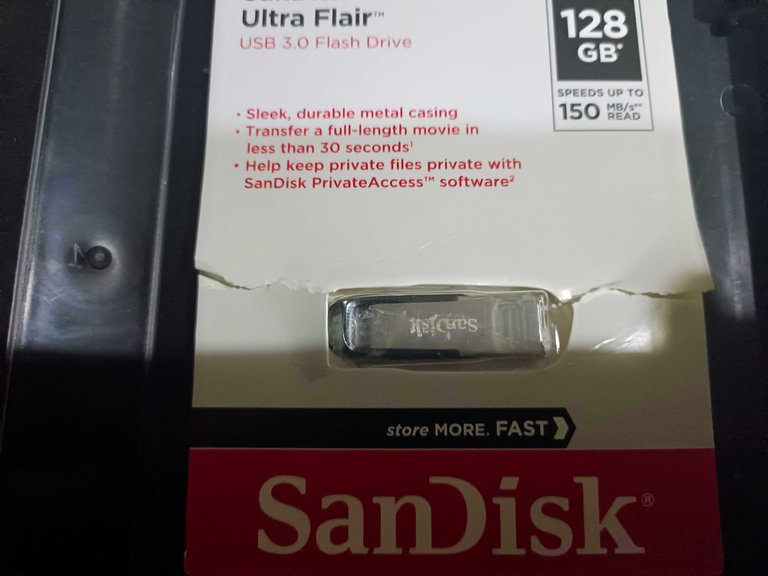 SanDisk
Ultra Flair™
USB 3.0 Flash Drive
128
GB*
SPEEDS UP TO
150 MB/s** READ
• Sleek, durable metal casing
• Transfer a full-length movie in
less than 30 seconds¹
• Help keep private files private with
SanDisk PrivateAccess™ software²
SanDisk
store MORE. FAST
SanDisk®